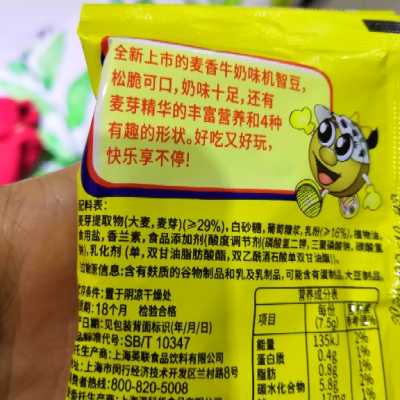 全新上市的麦香牛奶味机智豆,
松脆可口,奶味十足,还有
麦芽精华的丰富营养和4种
有趣的形状。好吃又好玩,
快乐享不停!
配料表:
麦芽提取物(大麦,麦芽)(≥29%),白砂糖,葡萄糖浆,乳粉(≥16%),植物油,
食用盐,香兰素,食品添加剂(酸度调节剂(磷酸氢二钾,三聚磷酸钠,碳酸氢
钠),乳化剂(单,双甘油脂肪酸酯,双乙酰酒石酸单双甘油酯)。
过敏原信息:含有麸质的谷物制品和乳及乳制品,可能含有蛋制品,大豆制品。
条件:置于阴凉干燥处
期:18个月 检验合格
日期:见包装背面标识(年/月/日)
标准代号:SB/T 10347
生产商:上海英联食品饮料有限公司
上海市闵行经济技术开发区兰村路8号
费者热线:800-820-5008
营养成分表
项目
每份
(7.5g)
能量 135kJ 2%
蛋白质 0.4g 1%
脂肪 0.8g 1%
碳水化合物 5.8g 2%
17mg